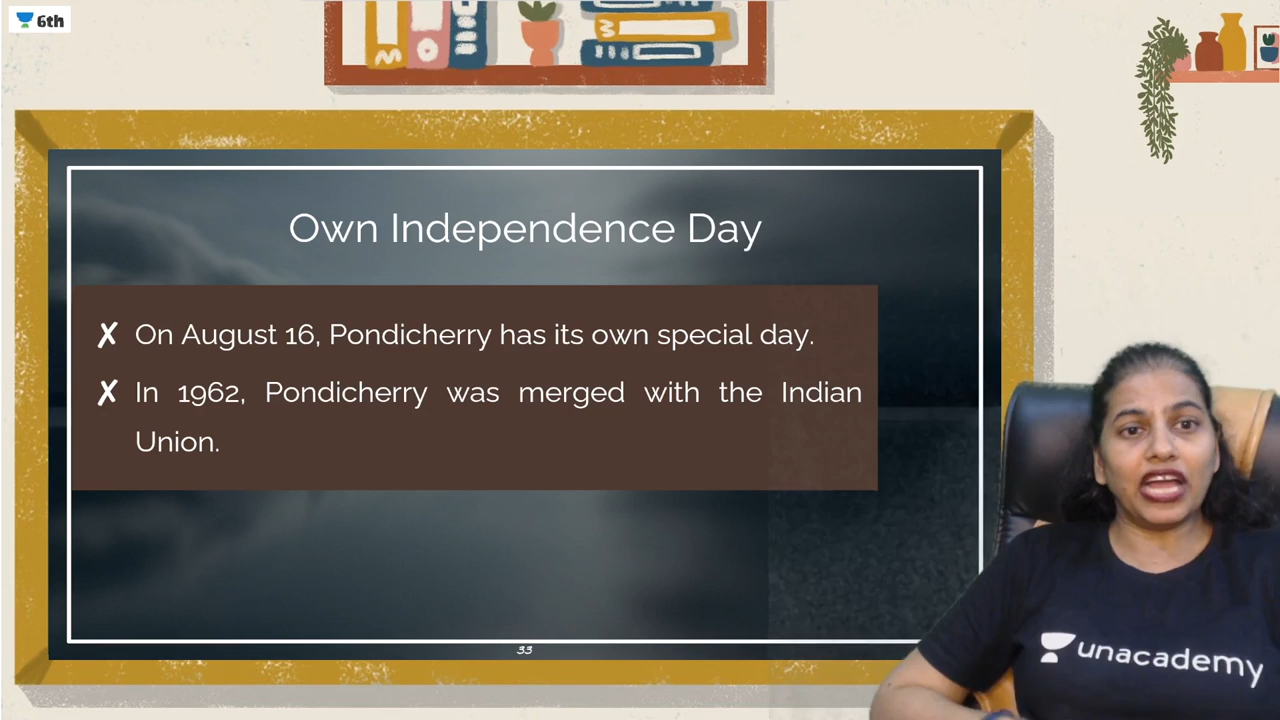 6th
Own Independence Day
✗ On August 16, Pondicherry has its own special day.
✗ In 1962, Pondicherry was merged with the Indian
Union.
33
unacademy